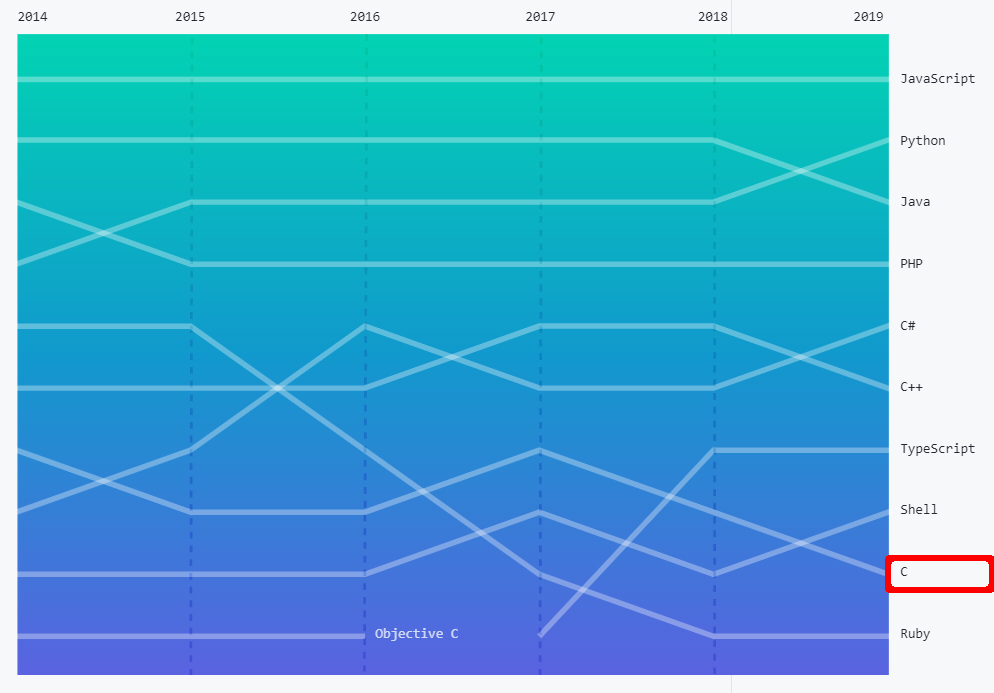 2014 2015 2016 2017 2018 2019
JavaScript
Python
Java
PHP
C#
C++
TypeScript
Shell
C
Objective C
Ruby